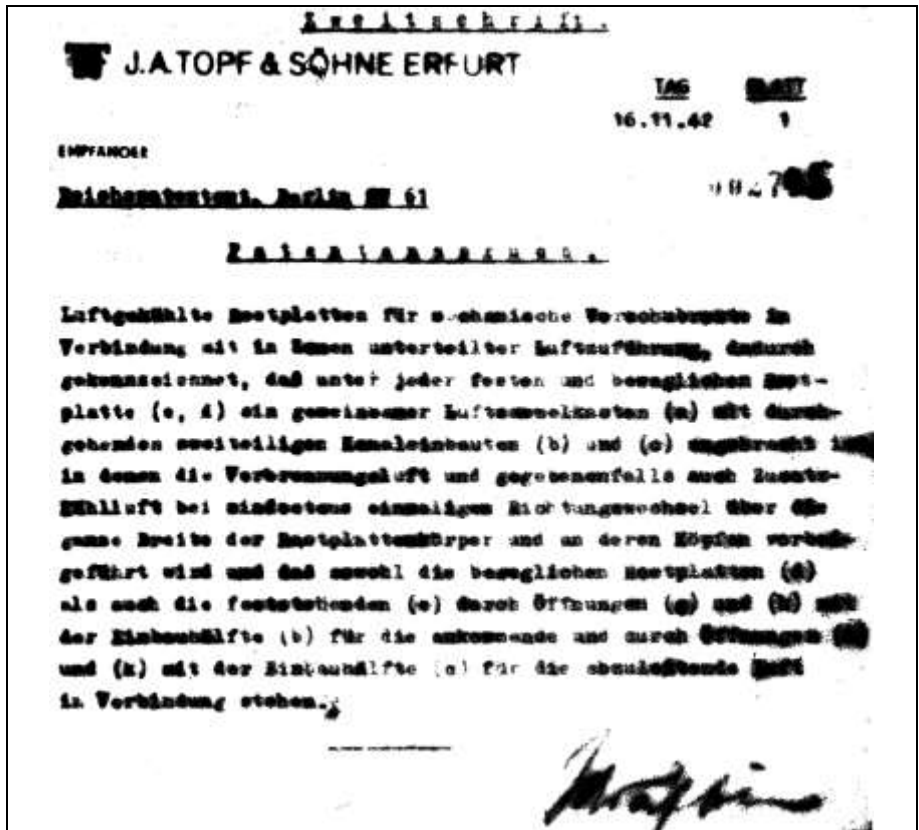 Zweitschrift.
J.A.TOPF & SÖHNE ERFURT
TAG BLATT
16.11.42 1
EMPFÄNGER
Reichspatentamt, Berlin SW 61
Patentanspruch.
Luftgekühlte Rostplatten für mechanische Vorschubroste in
Verbindung mit in Zonen unterteilter Luftzuführung, dadurch
gekennzeichnet, daß unter jeder festen und beweglichen Rost-
platte (e, d) ein gemeinsamer Luftsammelkasten (a) mit durch-
gehenden zweiteiligen Kanaleinbauten (b) und (c) angebracht
in denen die Verbrennungsluft und gegebenenfalls auch Zusatz-
kühlluft bei mindestens einmaligem Richtungswechsel über die
ganze Breite der Rostplattenkörper und an deren Köpfen
geführt wird und daß sowohl die beweglichen Rostplatten (d)
als auch die feststehenden (e) durch Öffnungen (g) und (h) mit
der Einbauhälfte (b) für die ankommende und durch Öffnungen
und (k) mit der Einbauhälfte (c) für die abzuleitende Luft
in Verbindung stehen.